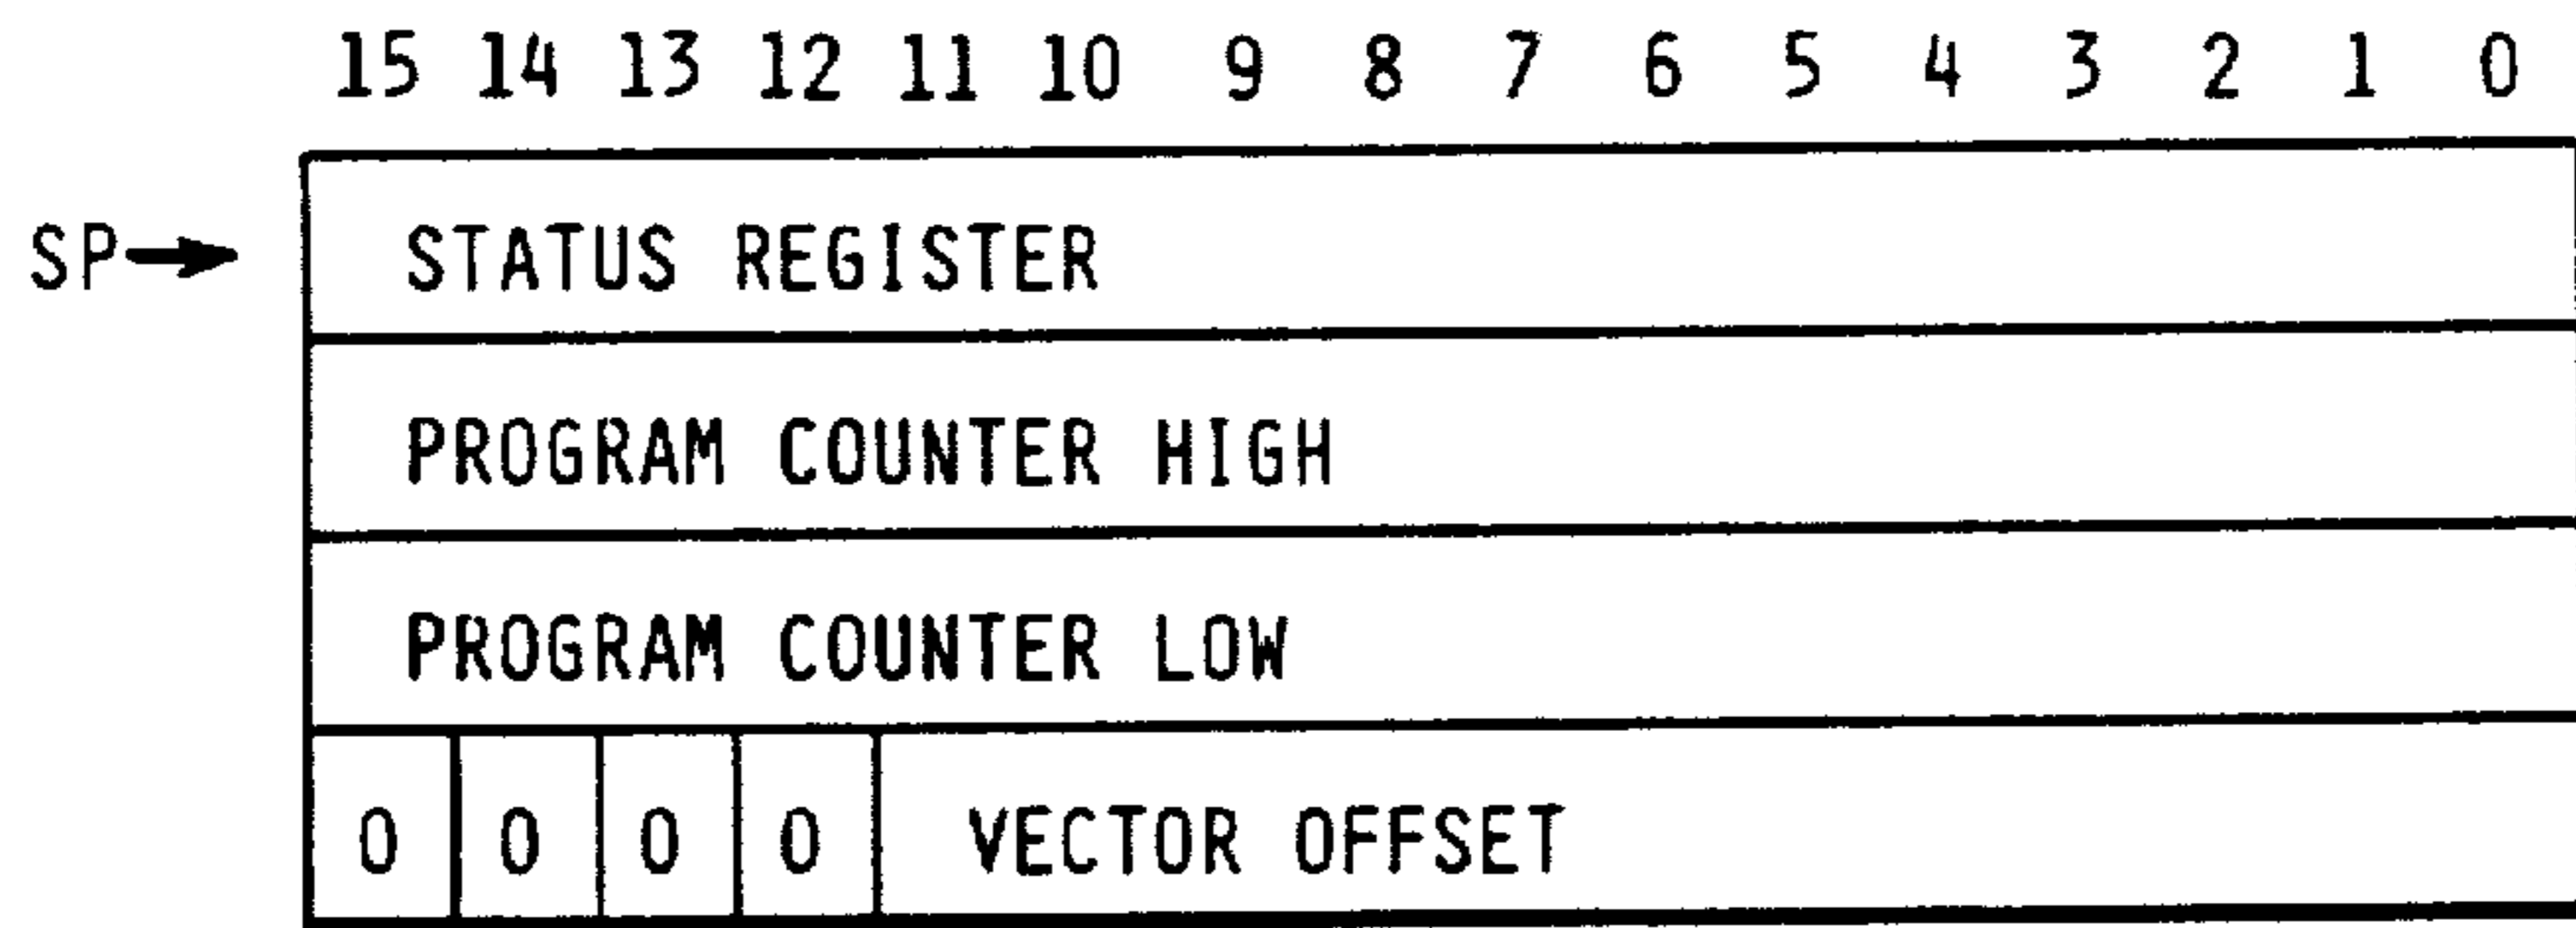 15 14 13 12 11 10 9 8 7 6 5 4 3 2 1 0
SP STATUS REGISTER
PROGRAM COUNTER HIGH
PROGRAM COUNTER LOW
0 0 0 0 VECTOR OFFSET